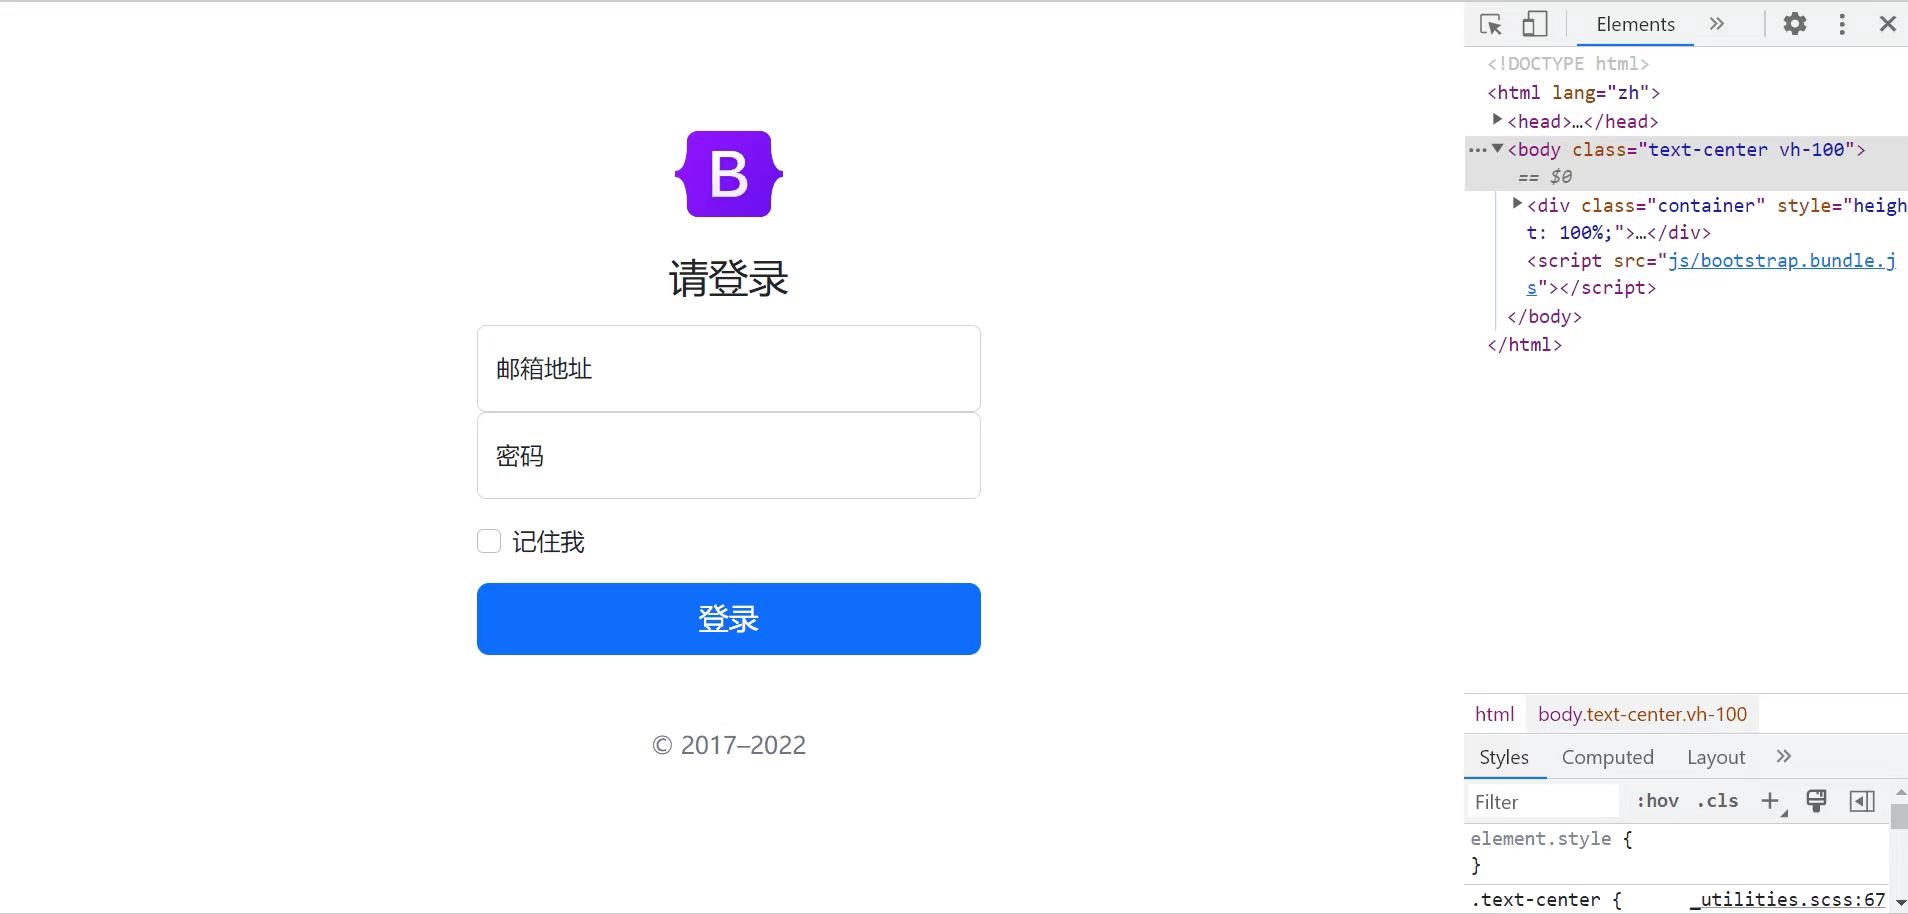 B
请登录
邮箱地址
密码
记住我
登录
© 2017–2022
Elements
<!DOCTYPE html>
<html lang="zh">
<head>…</head>
<body class="text-center vh-100">
== $0
<div class="container" style="heigh
t: 100%;">…</div>
<script src="js/bootstrap.bundle.j
s"></script>
</body>
</html>
html body.text-center.vh-100
Styles Computed Layout
Filter :hov .cls
element.style {
}
.text-center { _utilities.scss:67